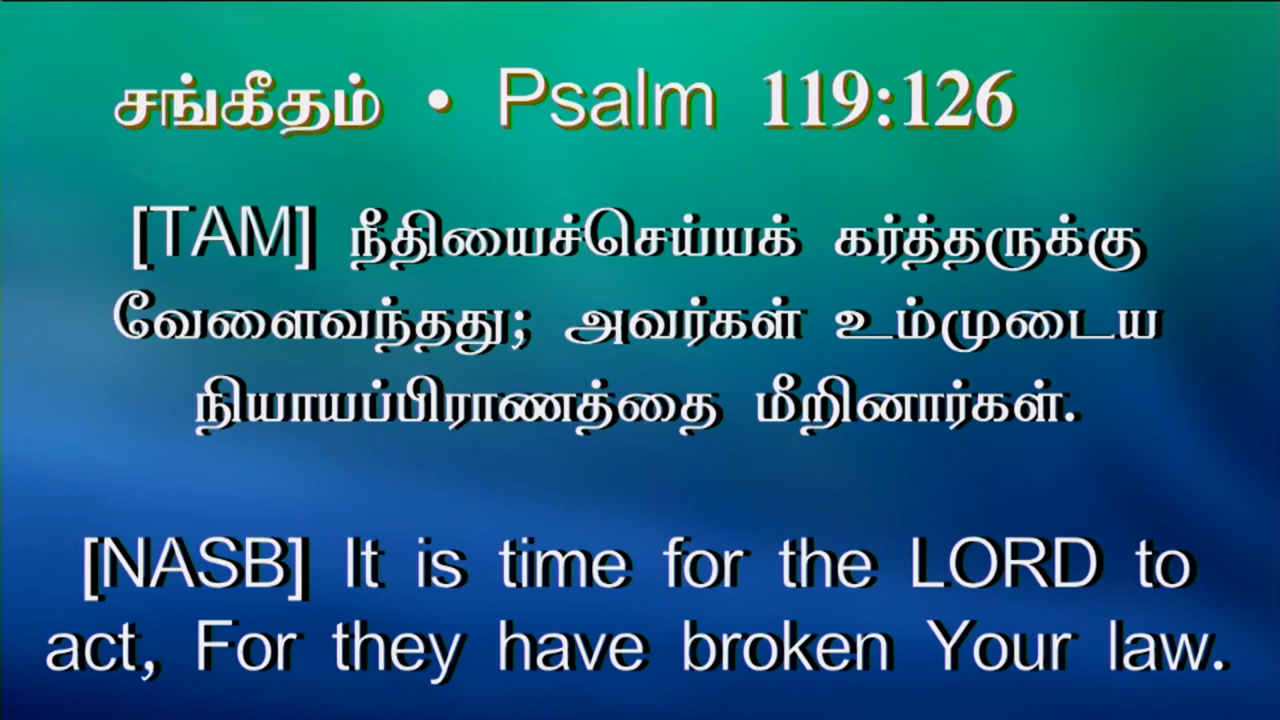 சங்கீதம் • Psalm 119:126
[TAM] நீதியைச்செய்யக் கர்த்தருக்கு
வேளைவந்தது; அவர்கள் உம்முடைய
நியாயப்பிராணத்தை மீறினார்கள்.
[NASB] It is time for the LORD to
act, For they have broken Your law.